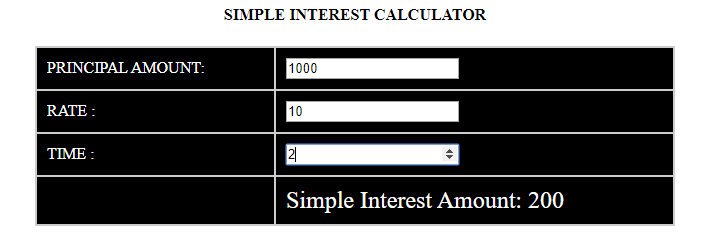 SIMPLE INTEREST CALCULATOR
PRINCIPAL AMOUNT: 1000
RATE : 10
TIME : 2
Simple Interest Amount: 200